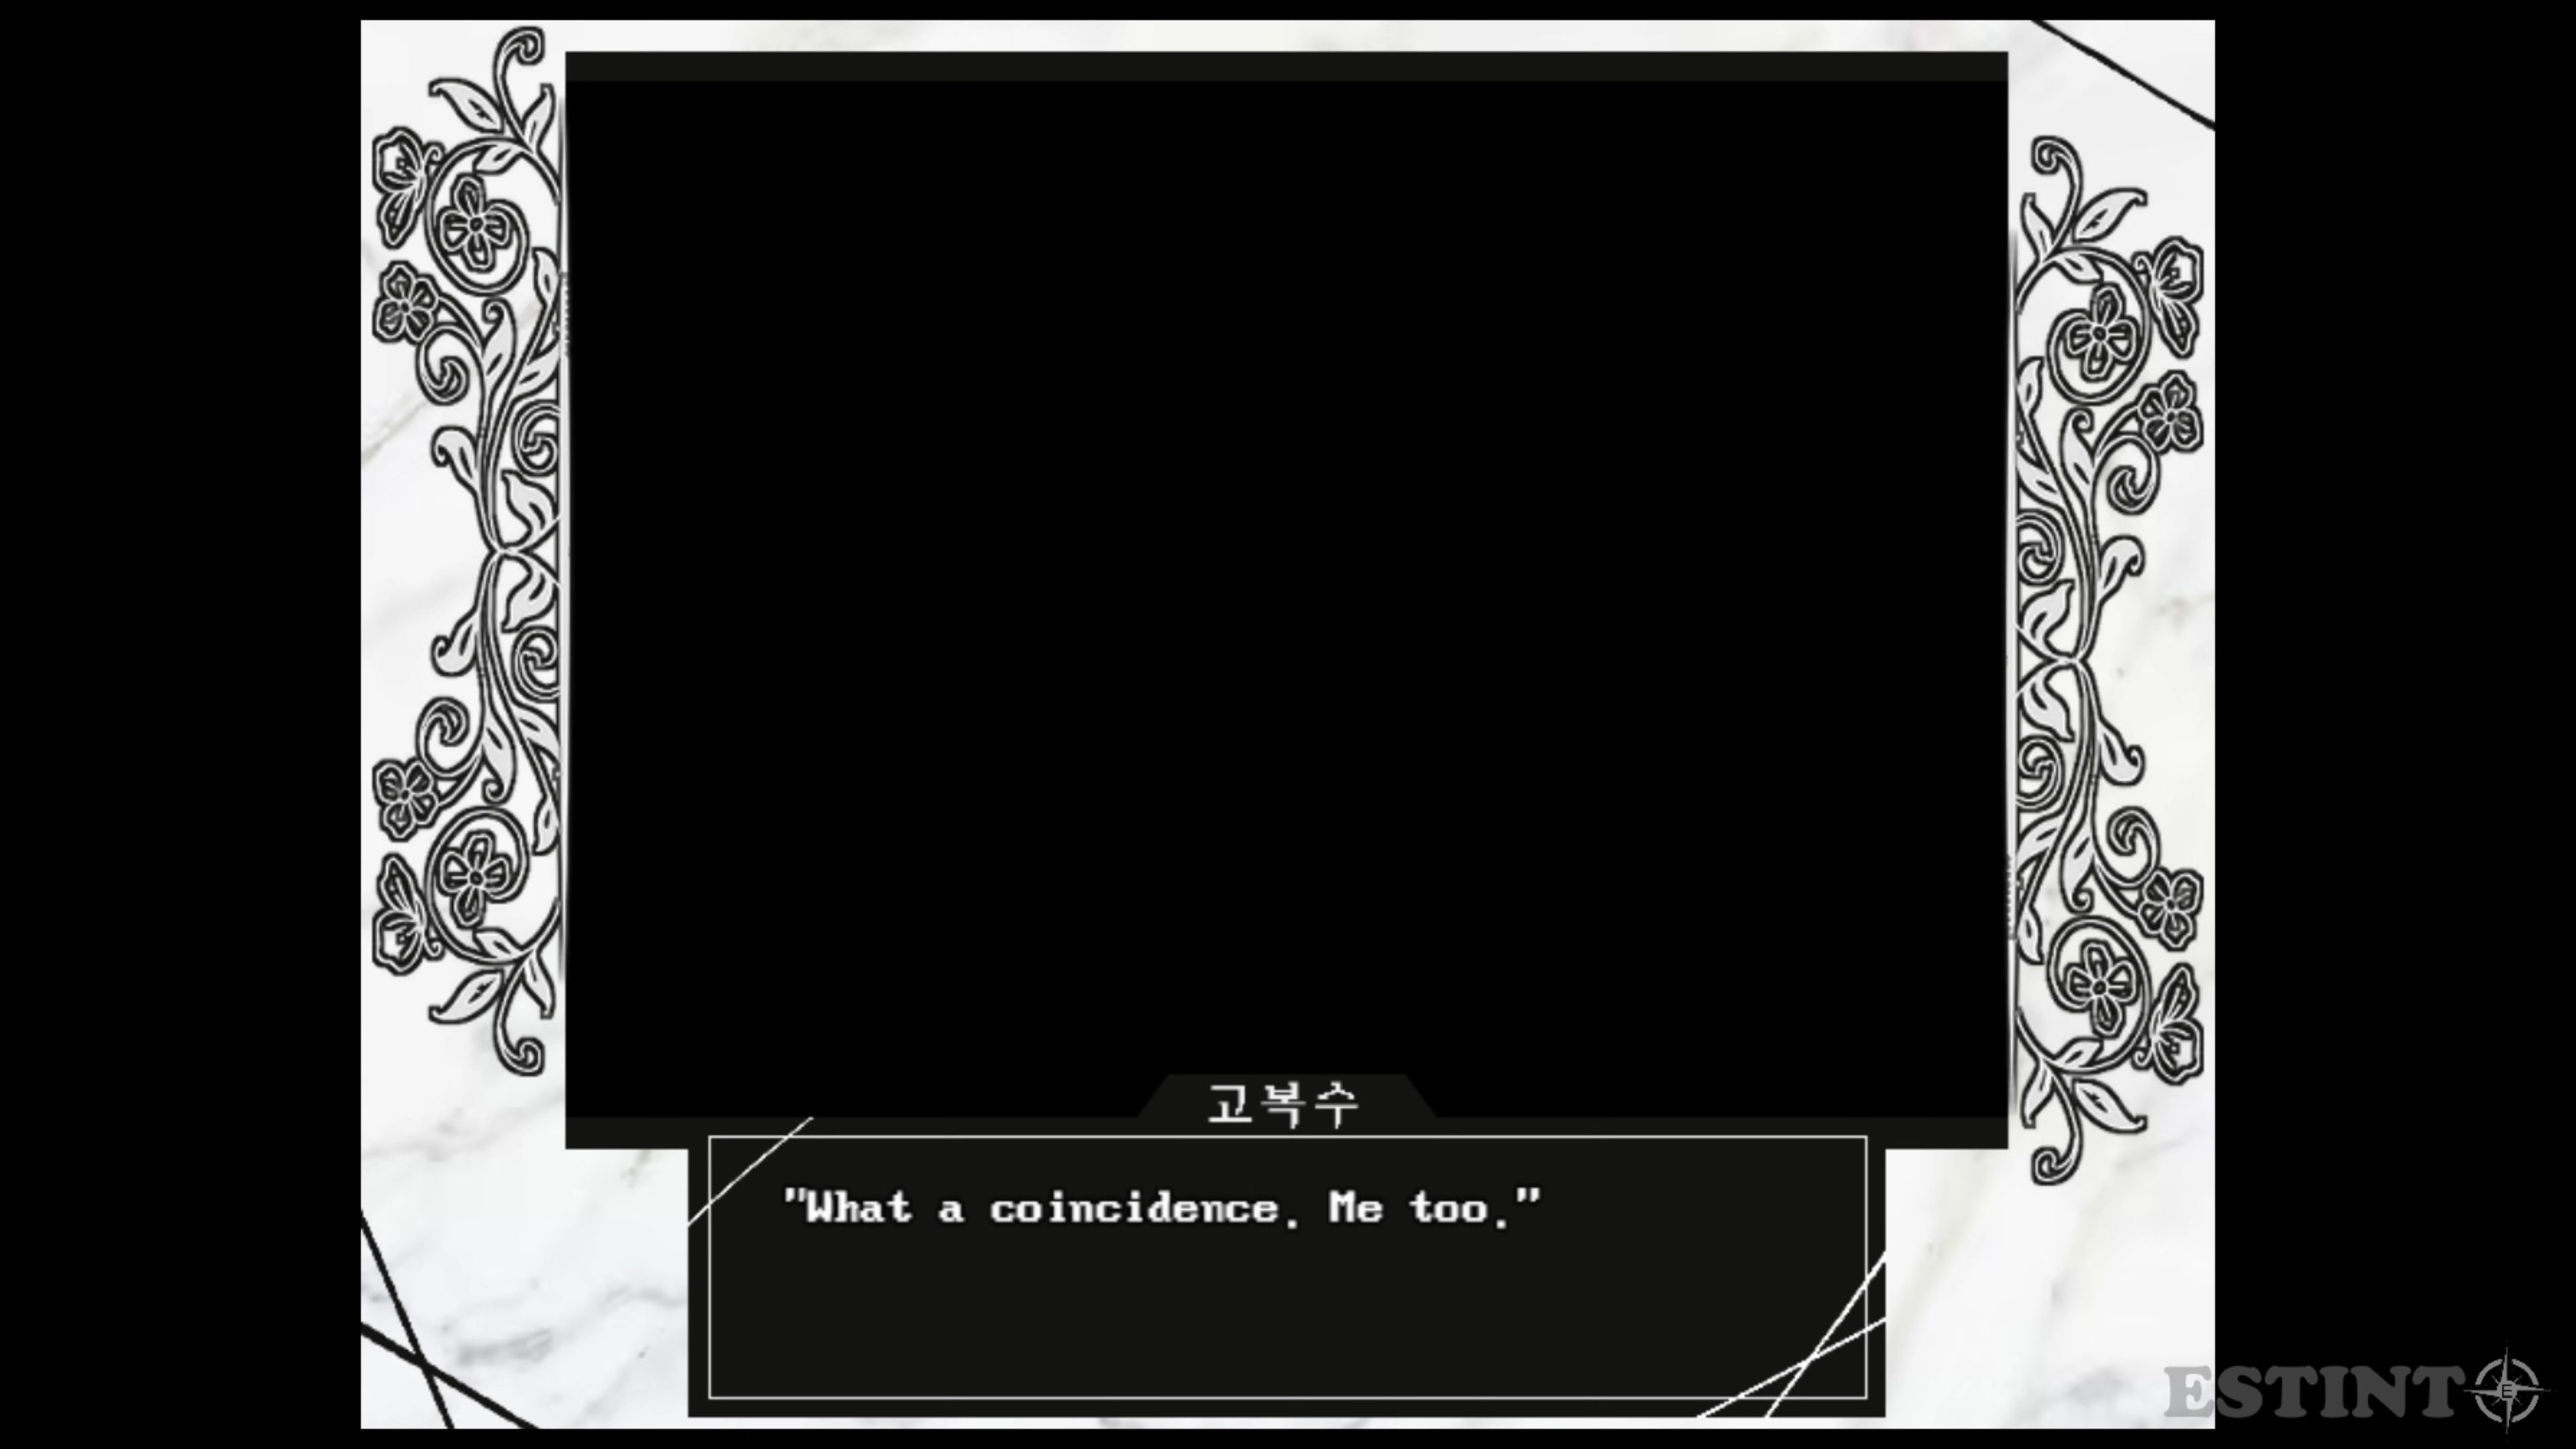 고복수
"What a coincidence. Me too."
ESTINT